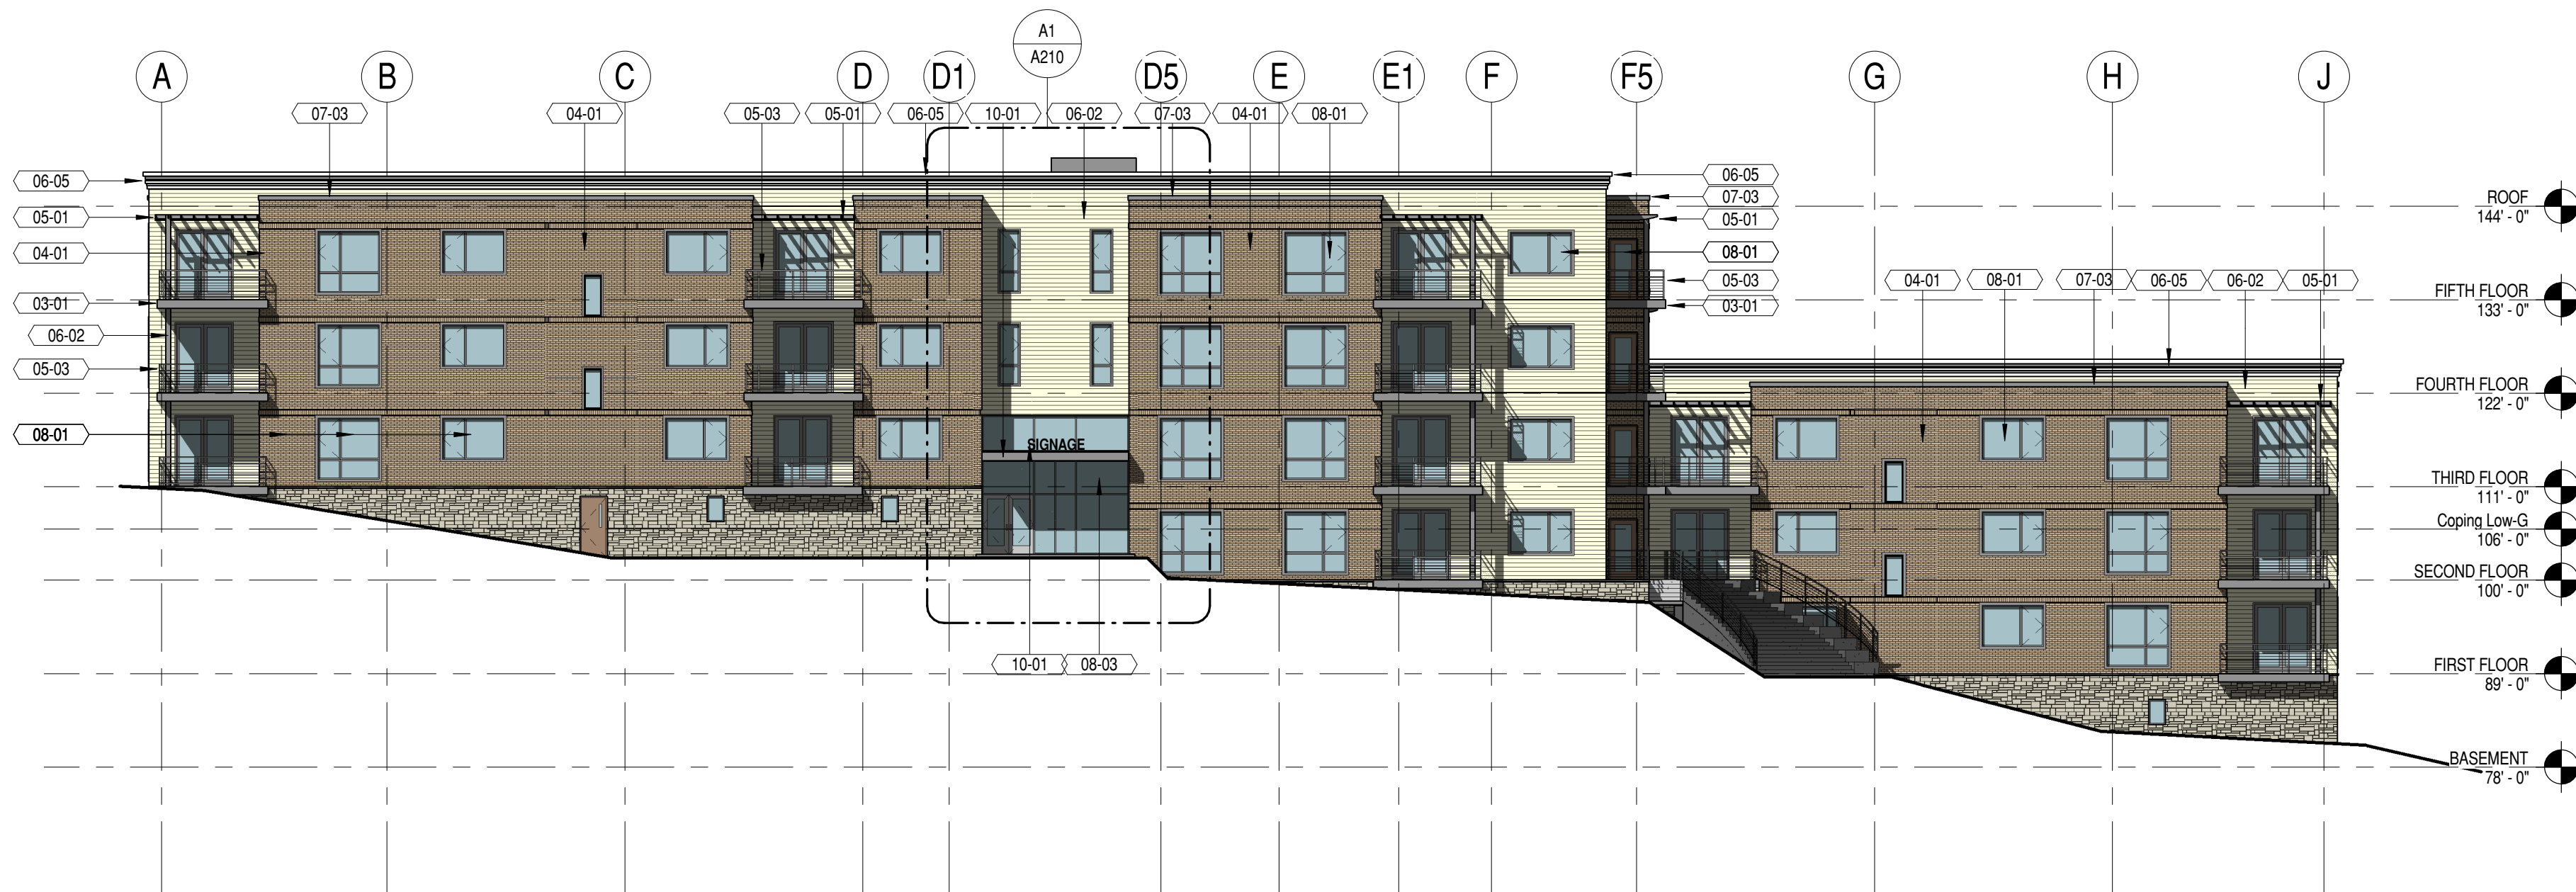 A1
A210
A
B
C
D
D1
D5
E
E1
F
F5
G
H
J
07-03
04-01
05-03
05-01
06-05
10-01
06-02
07-03
04-01
08-01
06-05
05-01
04-01
03-01
06-02
05-03
08-01
06-05
07-03
05-01
08-01
05-03
03-01
04-01
08-01
07-03
06-05
06-02
05-01
SIGNAGE
10-01
08-03
ROOF
144' - 0"
FIFTH FLOOR
133' - 0"
FOURTH FLOOR
122' - 0"
THIRD FLOOR
111' - 0"
Coping Low-G
106' - 0"
SECOND FLOOR
100' - 0"
FIRST FLOOR
89' - 0"
BASEMENT
78' - 0"